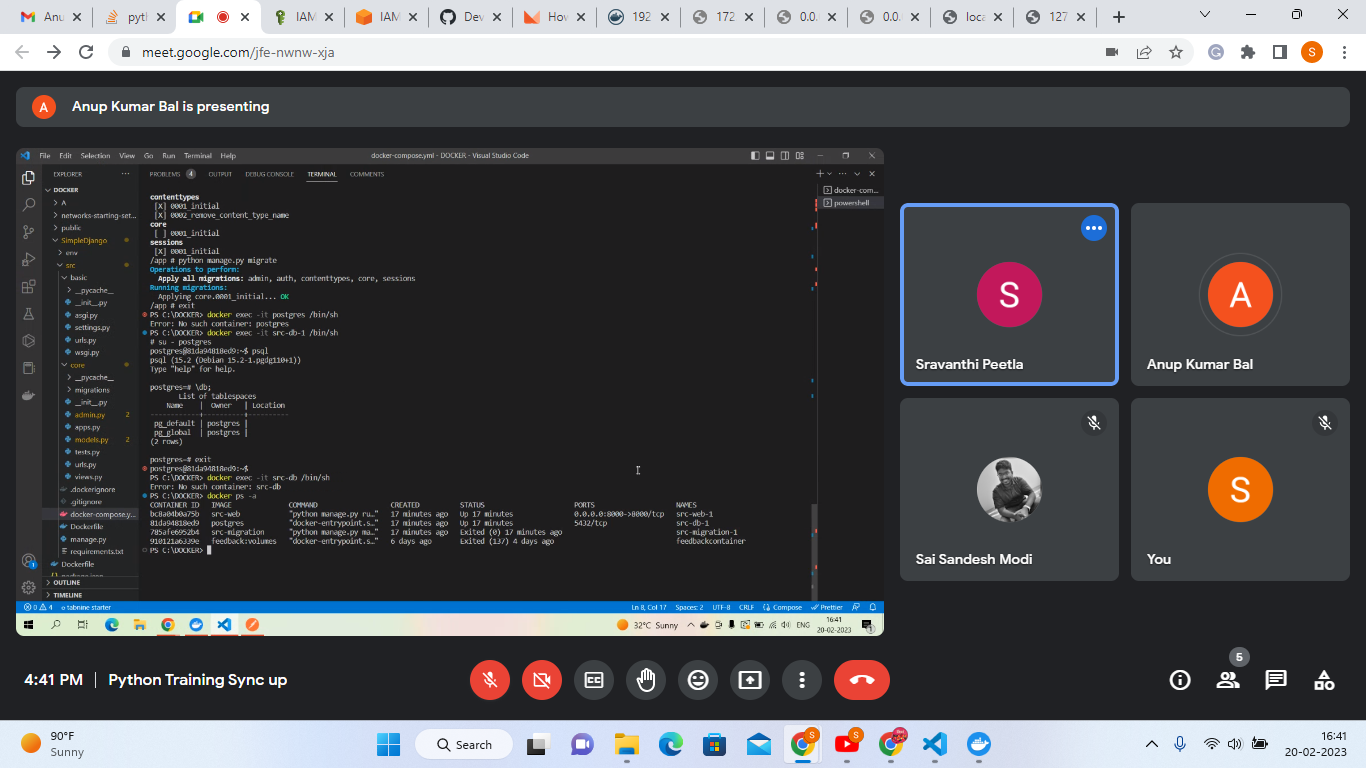 Anu
pyth
IAM
IAM
Dev
How
192
172
0.0.
0.0.
loca
127
meet.google.com/jfe-nwnw-xja
S
A
Anup Kumar Bal is presenting
File Edit Selection View Go Run Terminal Help
docker-compose.yml - DOCKER - Visual Studio Code
EXPLORER
DOCKER
A
networks-starting-set...
public
SimpleDjango
env
src
basic
__pycache__
__init__.py
asgi.py
settings.py
urls.py
wsgi.py
core
__pycache__
migrations
__init__.py
admin.py 2
apps.py
models.py 2
tests.py
urls.py
views.py
.dockerignore
.gitignore
docker-compose.y...
Dockerfile
manage.py
requirements.txt
Dockerfile
OUTLINE
TIMELINE
PROBLEMS 4 OUTPUT DEBUG CONSOLE TERMINAL COMMENTS
docker-com...
powershell
contenttypes
[X] 0001_initial
[X] 0002_remove_content_type_name
core
[ ] 0001_initial
sessions
[X] 0001_initial
/app # python manage.py migrate
Operations to perform:
Apply all migrations: admin, auth, contenttypes, core, sessions
Running migrations:
Applying core.0001_initial... OK
/app # exit
PS C:\DOCKER> docker exec -it postgres /bin/sh
Error: No such container: postgres
PS C:\DOCKER> docker exec -it src-db-1 /bin/sh
# su - postgres
postgres@81da94818ed9:~$ psql
psql (15.2 (Debian 15.2-1.pgdg110+1))
Type "help" for help.
postgres=# \db;
List of tablespaces
Name | Owner | Location
------------+----------+----------
pg_default | postgres |
pg_global | postgres |
(2 rows)
postgres=# exit
postgres@81da94818ed9:~$
PS C:\DOCKER> docker exec -it src-db /bin/sh
Error: No such container: src-db
PS C:\DOCKER> docker ps -a
CONTAINER ID IMAGE COMMAND CREATED STATUS PORTS NAMES
bc8a04b0a75b src-web "python manage.py ru…" 17 minutes ago Up 17 minutes 0.0.0.0:8000->8000/tcp src-web-1
81da94818ed9 postgres "docker-entrypoint.s…" 17 minutes ago Up 17 minutes 5432/tcp src-db-1
785afe6952b4 src-migration "python manage.py ma…" 17 minutes ago Exited (0) 17 minutes ago src-migration-1
910121a6339e feedback:volumes "docker-entrypoint.s…" 6 days ago Exited (137) 4 days ago feedbackcontainer
PS C:\DOCKER>
0 4 tabnine starter
Ln 8, Col 17 Spaces: 2 UTF-8 CRLF Compose Prettier
32°C Sunny ENG
16:41
20-02-2023
S
Sravanthi Peetla
A
Anup Kumar Bal
Sai Sandesh Modi
S
You
4:41 PM | Python Training Sync up
5
90°F
Sunny
Search
16:41
20-02-2023